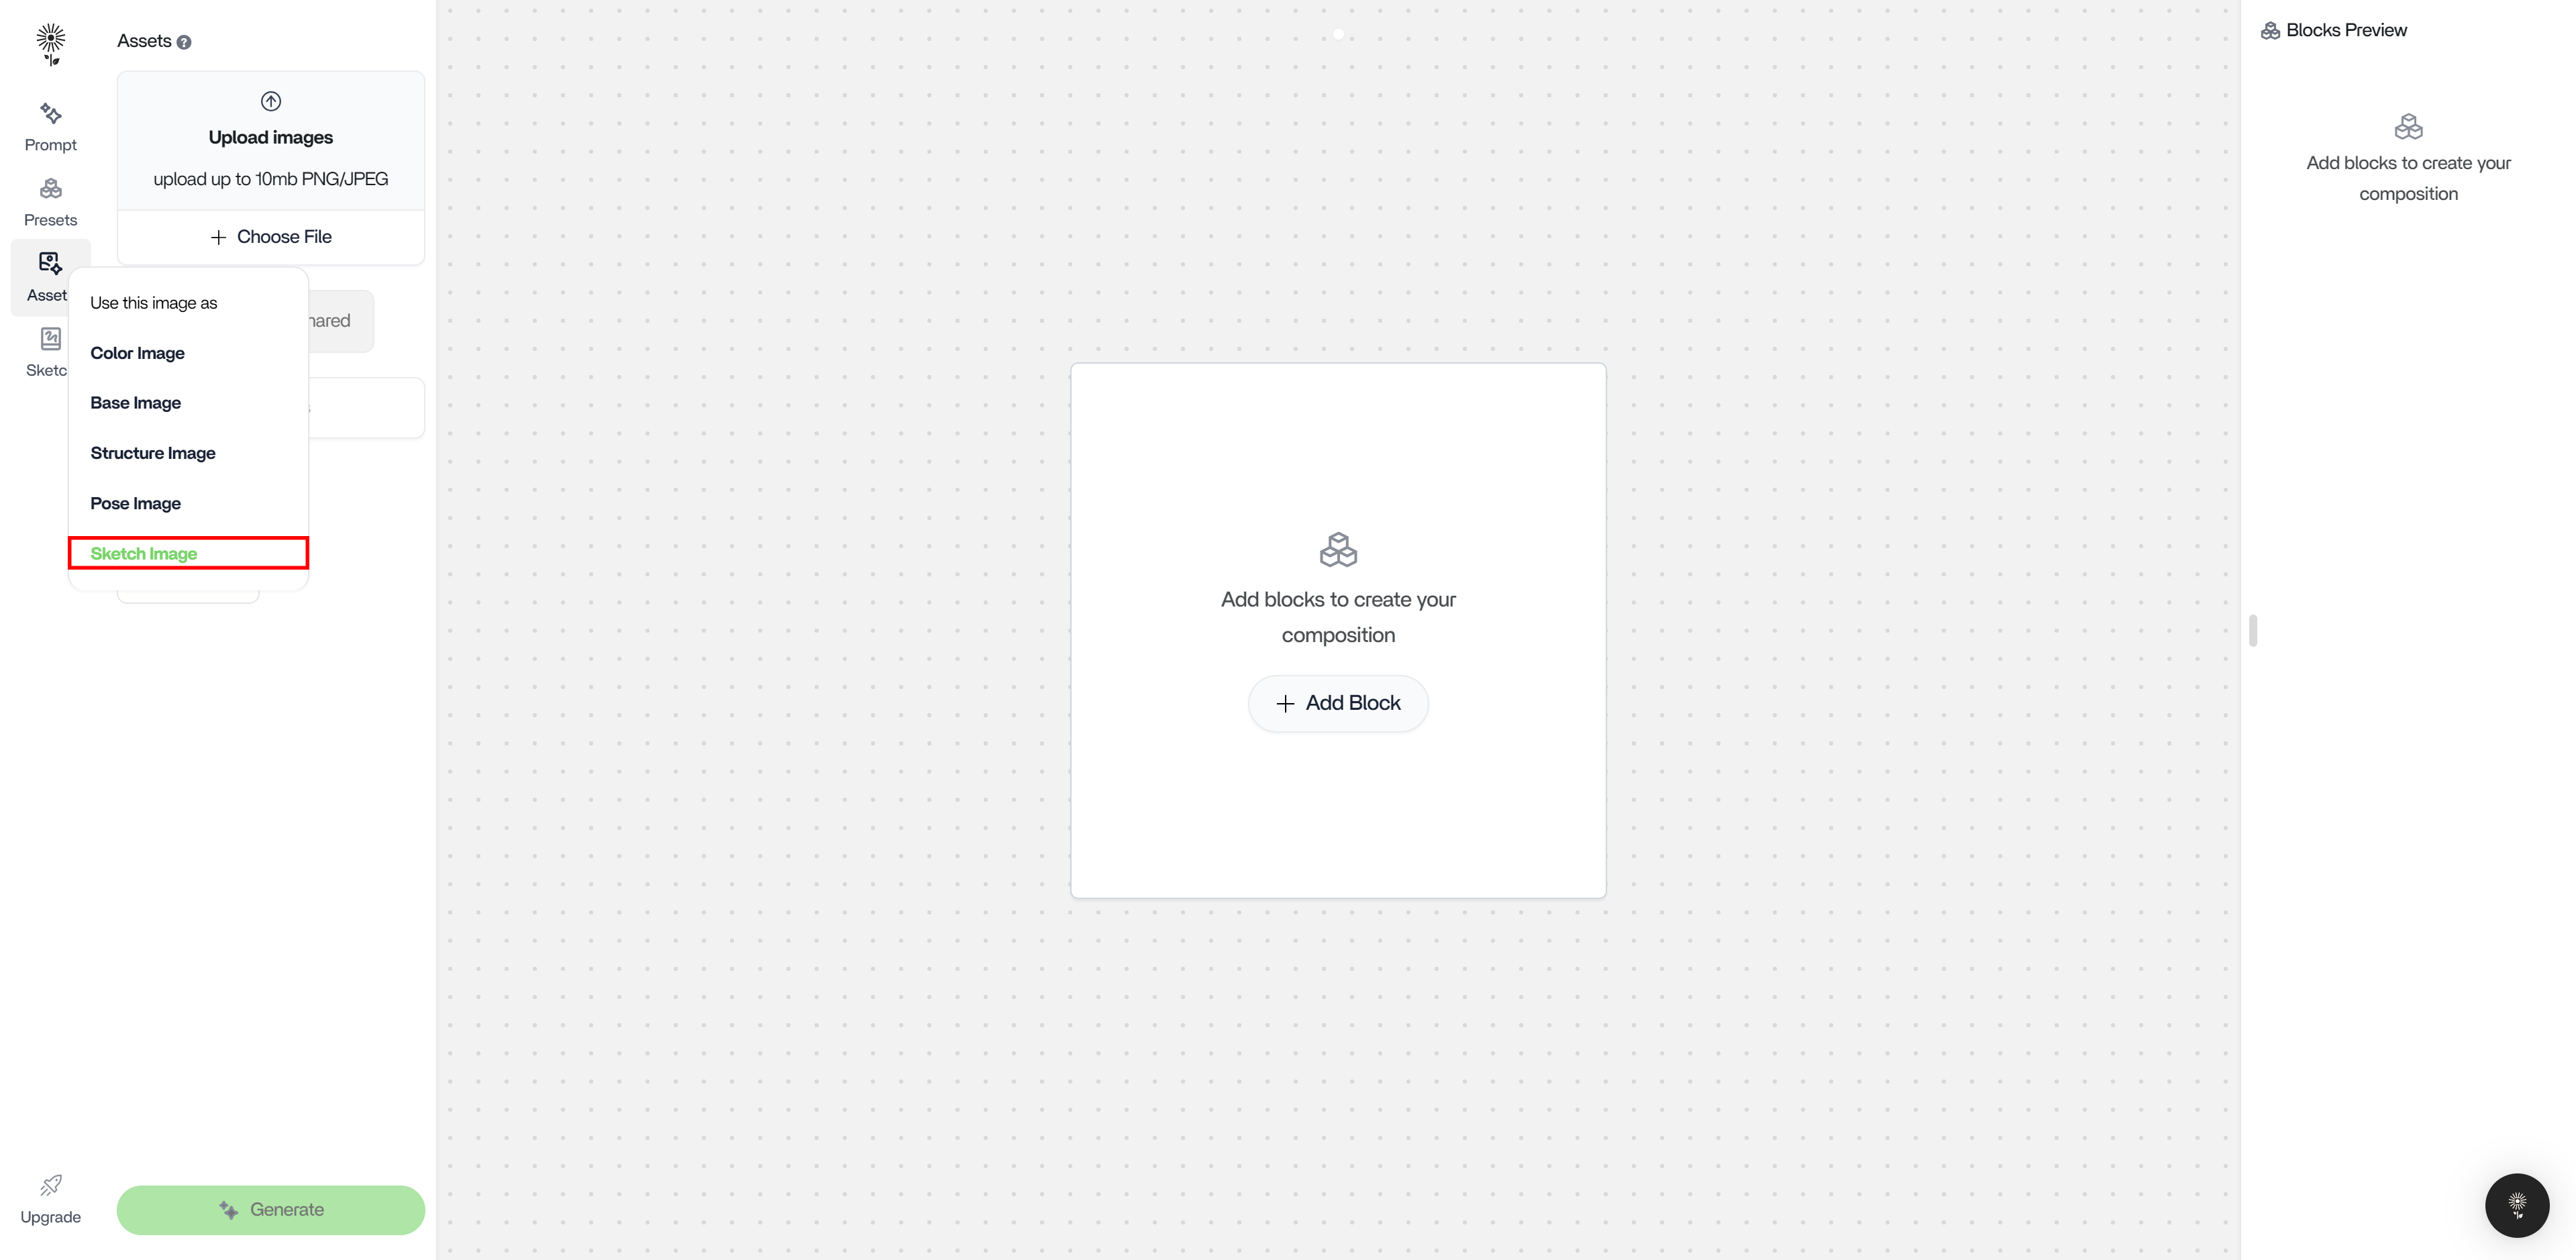 Assets
Upload images
upload up to 10mb PNG/JPEG
Choose File
Prompt
Presets
Asset
Sketc
Use this image as
Color Image
Base Image
Structure Image
Pose Image
Sketch Image
hared
Upgrade
Generate
Add blocks to create your
composition
Add Block
Blocks Preview
Add blocks to create your
composition